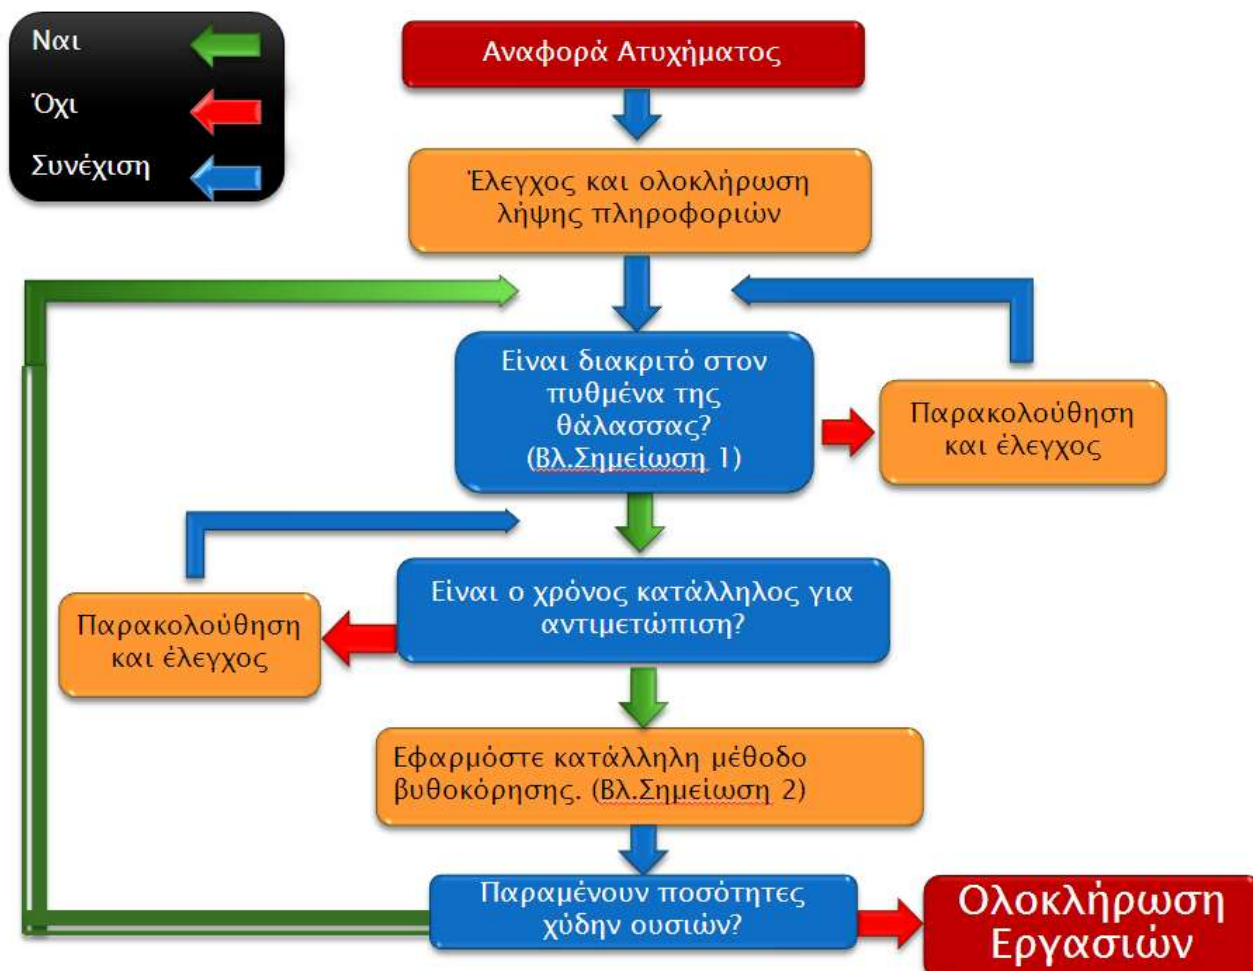 Ναι
Όχι
Συνέχιση
Αναφορά Ατυχήματος
Έλεγχος και ολοκλήρωση
λήψης πληροφοριών
Είναι διακριτό στον
πυθμένα της
θάλασσας?
(Βλ.Σημείωση 1)
Παρακολούθηση
και έλεγχος
Είναι ο χρόνος κατάλληλος για
αντιμετώπιση?
Παρακολούθηση
και έλεγχος
Εφαρμόστε κατάλληλη μέθοδο
βυθοκόρησης. (Βλ.Σημείωση 2)
Παραμένουν ποσότητες
χύδην ουσιών?
Ολοκλήρωση
Εργασιών